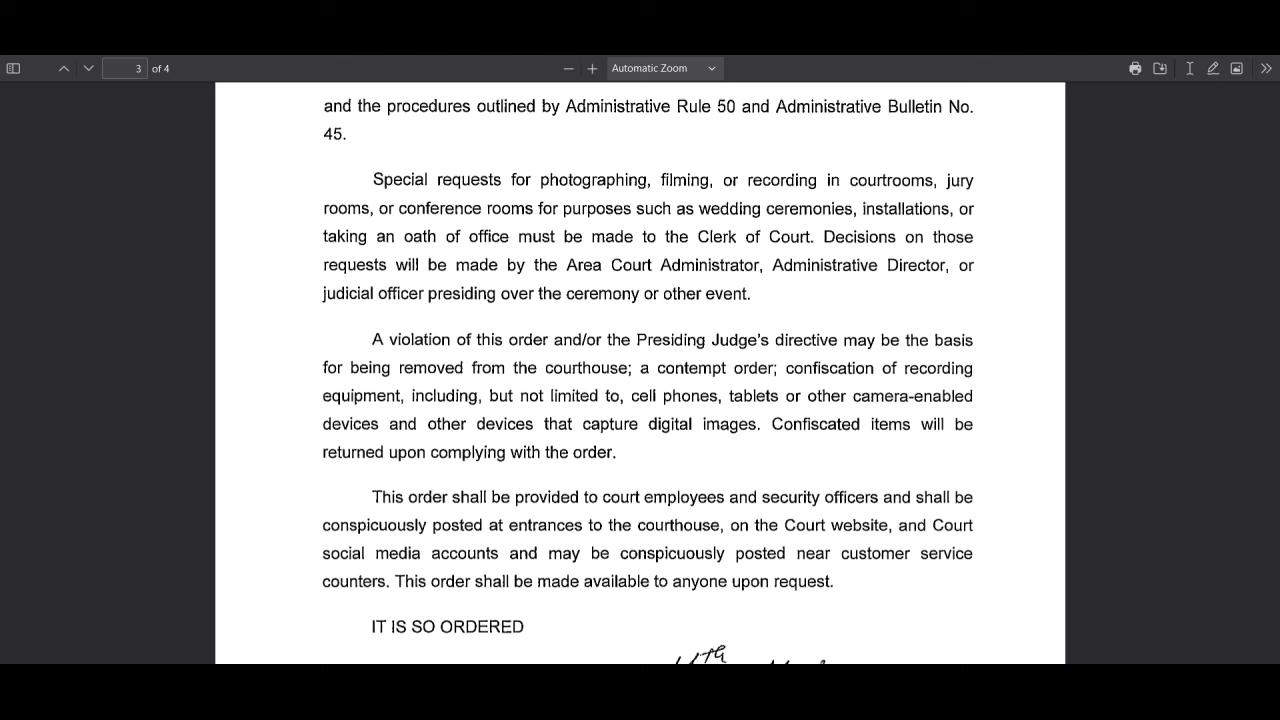 3 of 4 Automatic Zoom
and the procedures outlined by Administrative Rule 50 and Administrative Bulletin No.
45.
Special requests for photographing, filming, or recording in courtrooms, jury
rooms, or conference rooms for purposes such as wedding ceremonies, installations, or
taking an oath of office must be made to the Clerk of Court. Decisions on those
requests will be made by the Area Court Administrator, Administrative Director, or
judicial officer presiding over the ceremony or other event.
A violation of this order and/or the Presiding Judge's directive may be the basis
for being removed from the courthouse; a contempt order; confiscation of recording
equipment, including, but not limited to, cell phones, tablets or other camera-enabled
devices and other devices that capture digital images. Confiscated items will be
returned upon complying with the order.
This order shall be provided to court employees and security officers and shall be
conspicuously posted at entrances to the courthouse, on the Court website, and Court
social media accounts and may be conspicuously posted near customer service
counters. This order shall be made available to anyone upon request.
IT IS SO ORDERED